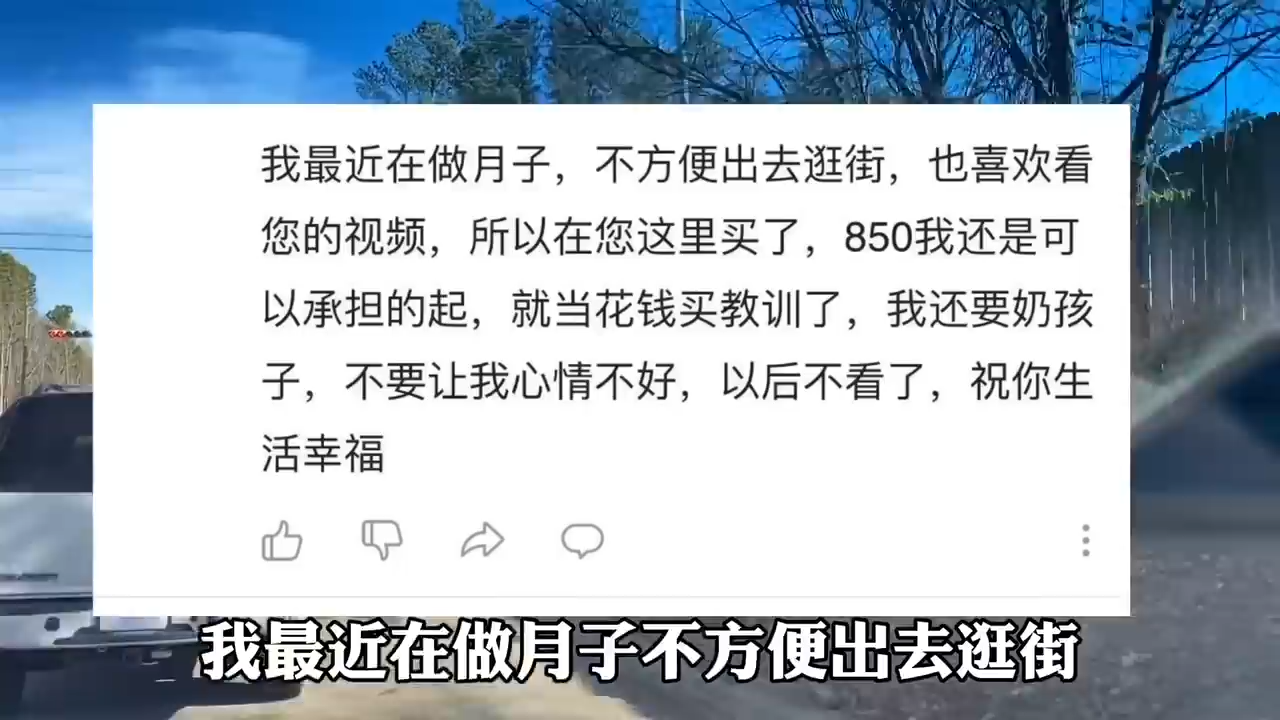 我最近在做月子，不方便出去逛街，也喜欢看
您的视频，所以在您这里买了，850我还是可
以承担的起，就当花钱买教训了，我还要奶孩
子，不要让我心情不好，以后不看了，祝你生
活幸福
我最近在做月子不方便出去逛街